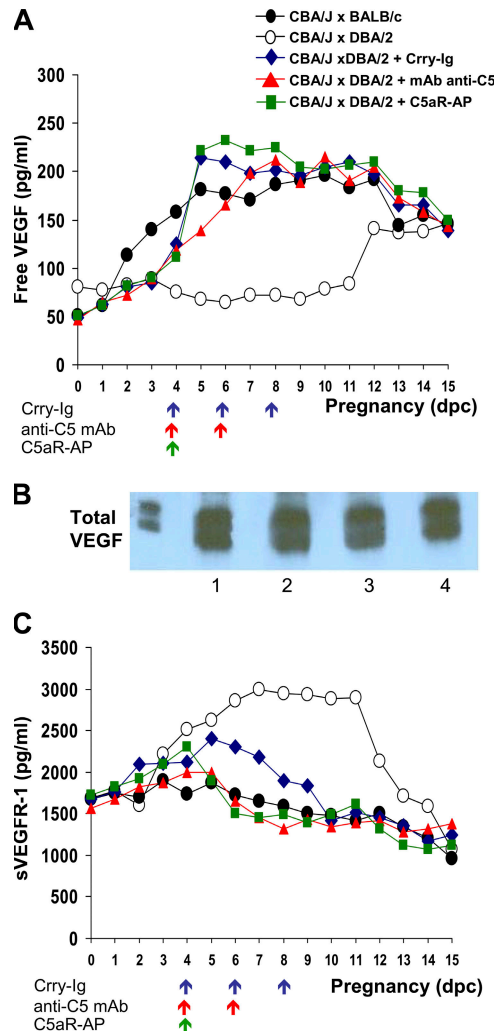 A
CBA/J x BALB/c
CBA/J x DBA/2
CBA/J xDBA/2 + Crry-Ig
CBA/J x DBA/2 + mAb anti-C5
CBA/J x DBA/2 + C5aR-AP
Free VEGF (pg/ml)
300
250
200
150
100
50
0
0 1 2 3 4 5 6 7 8 9 10 11 12 13 14 15
Pregnancy (dpc)
Crry-Ig
anti-C5 mAb
C5aR-AP
B
Total
VEGF
1 2 3 4
C
sVEGFR-1 (pg/ml)
3500
3000
2500
2000
1500
1000
500
0
0 1 2 3 4 5 6 7 8 9 10 11 12 13 14 15
Pregnancy (dpc)
Crry-Ig
anti-C5 mAb
C5aR-AP